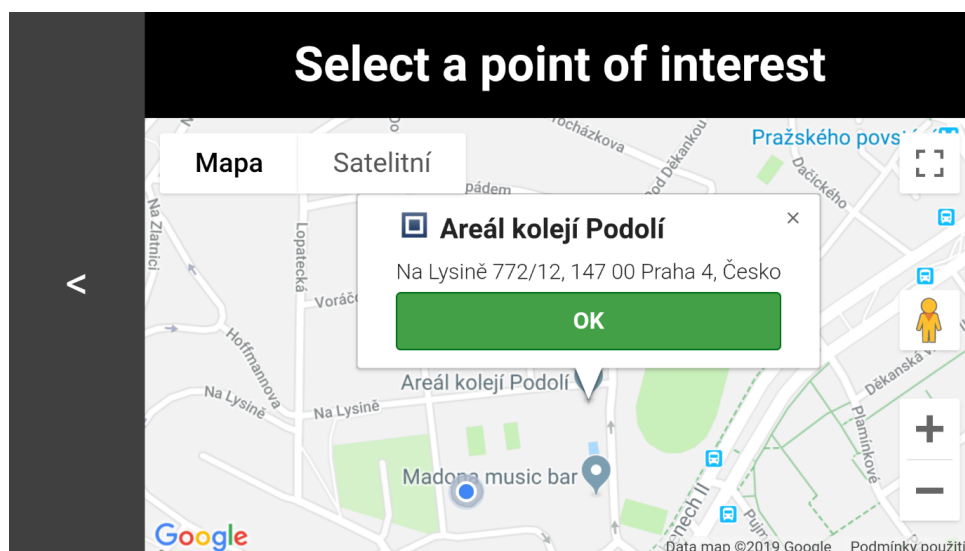 Select a point of interest
<
Mapa
Satelitní
Pražského povs
Dačického
pádem
Na Zlatnici
Lopatecká
Areál kolejí Podolí
×
Na Lysině 772/12, 147 00 Praha 4, Česko
OK
Hoffmannova
Areál kolejí Podolí
Na Lysině
Na Lysině
Děkanská
Plamínkové
+
Madona music bar
−
Google
Data map ©2019 Google
Podmínky použití